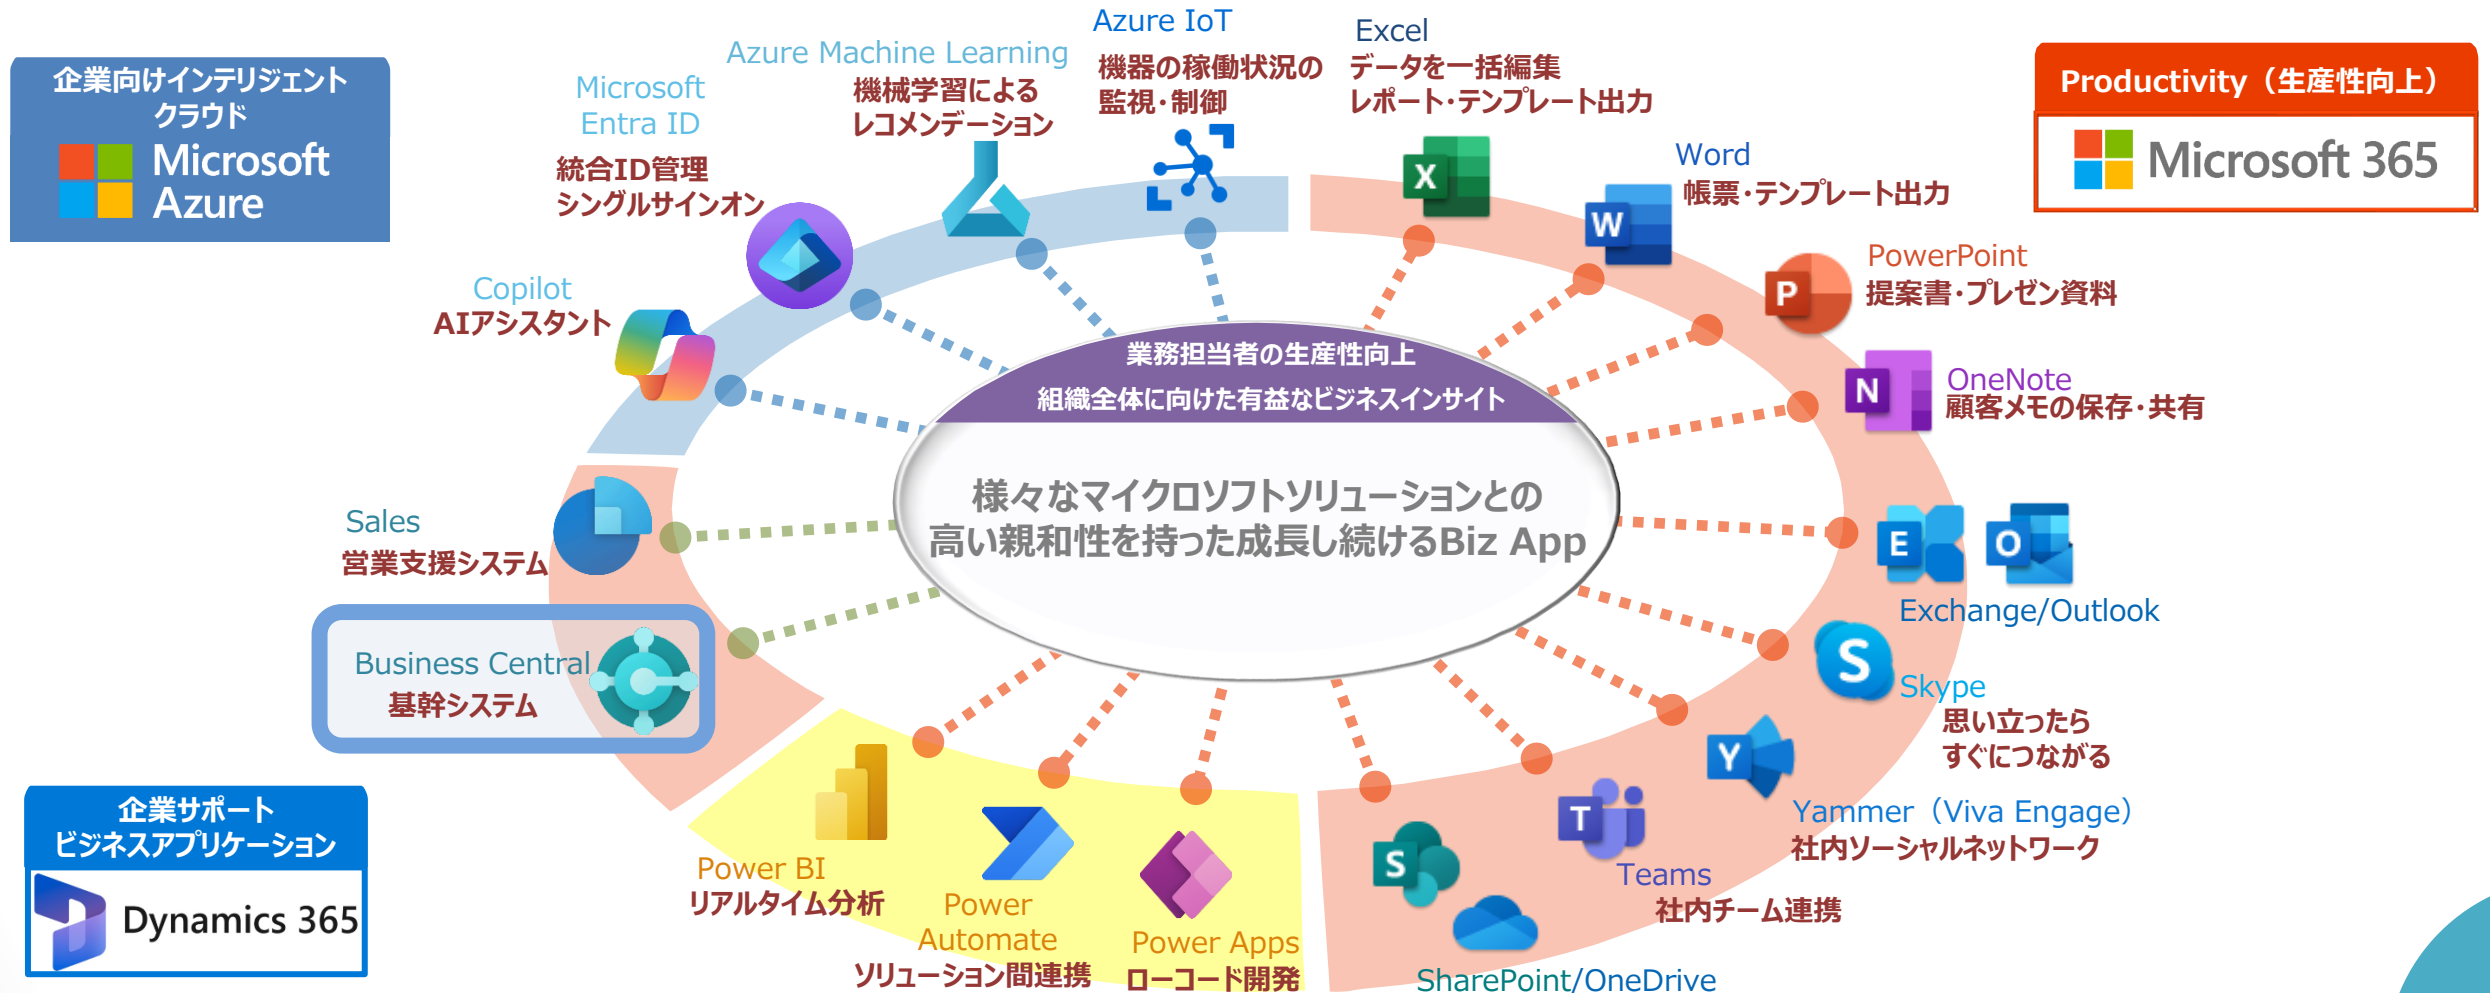 企業向けインテリジェント
クラウド
Microsoft
Azure
Productivity（生産性向上）
Microsoft 365
Azure IoT
機器の稼働状況の
監視・制御
Excel
データを一括編集
レポート・テンプレート出力
Azure Machine Learning
機械学習による
レコメンデーション
Microsoft
Entra ID
統合ID管理
シングルサインオン
Word
帳票・テンプレート出力
PowerPoint
提案書・プレゼン資料
Copilot
AIアシスタント
OneNote
顧客メモの保存・共有
業務担当者の生産性向上
組織全体に向けた有益なビジネスインサイト
様々なマイクロソフトソリューションとの
高い親和性を持った成長し続けるBiz App
Sales
営業支援システム
Exchange/Outlook
Business Central
基幹システム
Skype
思い立ったら
すぐにつながる
Yammer（Viva Engage）
社内ソーシャルネットワーク
企業サポート
ビジネスアプリケーション
Dynamics 365
Power BI
リアルタイム分析
Power
Automate
ソリューション間連携
Power Apps
ローコード開発
Teams
社内チーム連携
SharePoint/OneDrive
X
W
P
N
E
O
S
Y
T
S